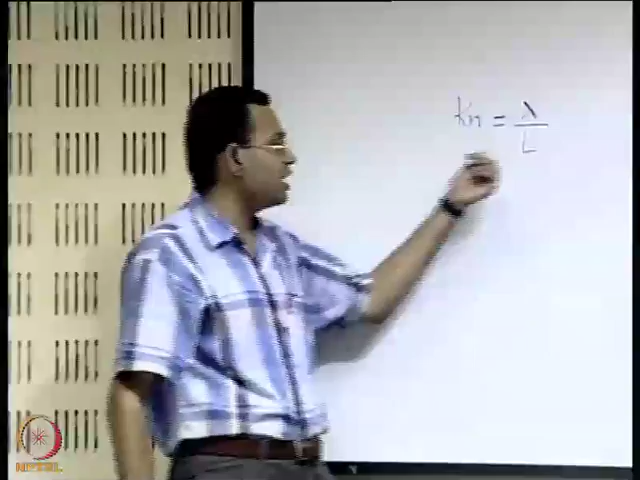 Kn = λ/L
NPTEL